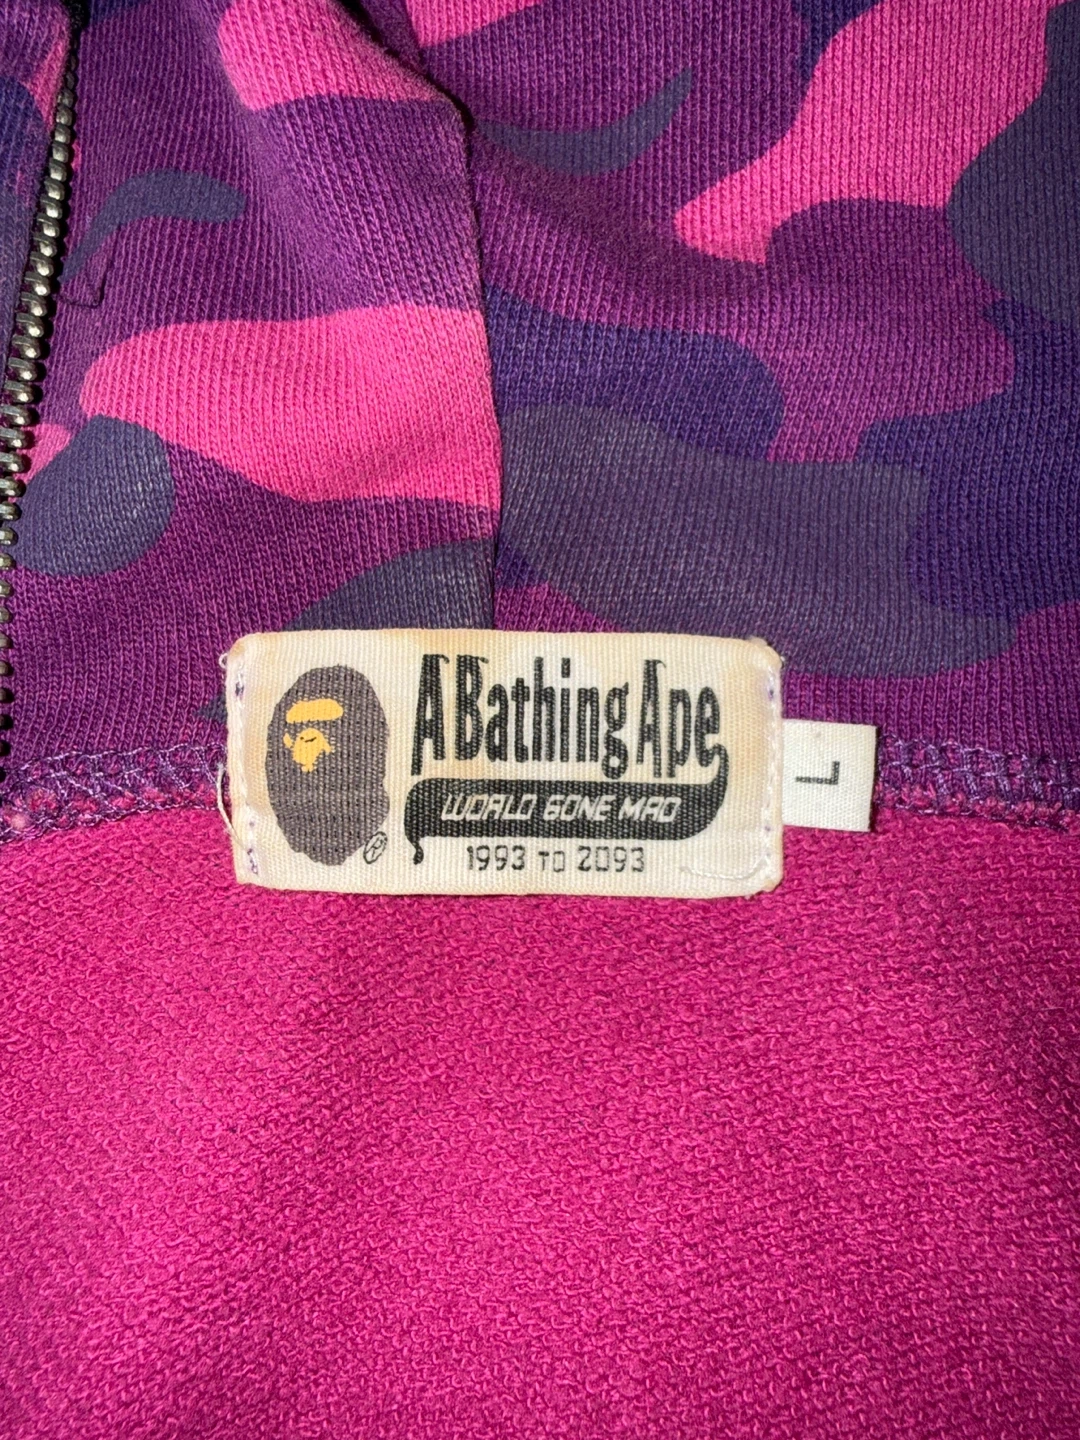 A Bathing Ape
WORLD GONE MAD
®
1993 TO 2093
L